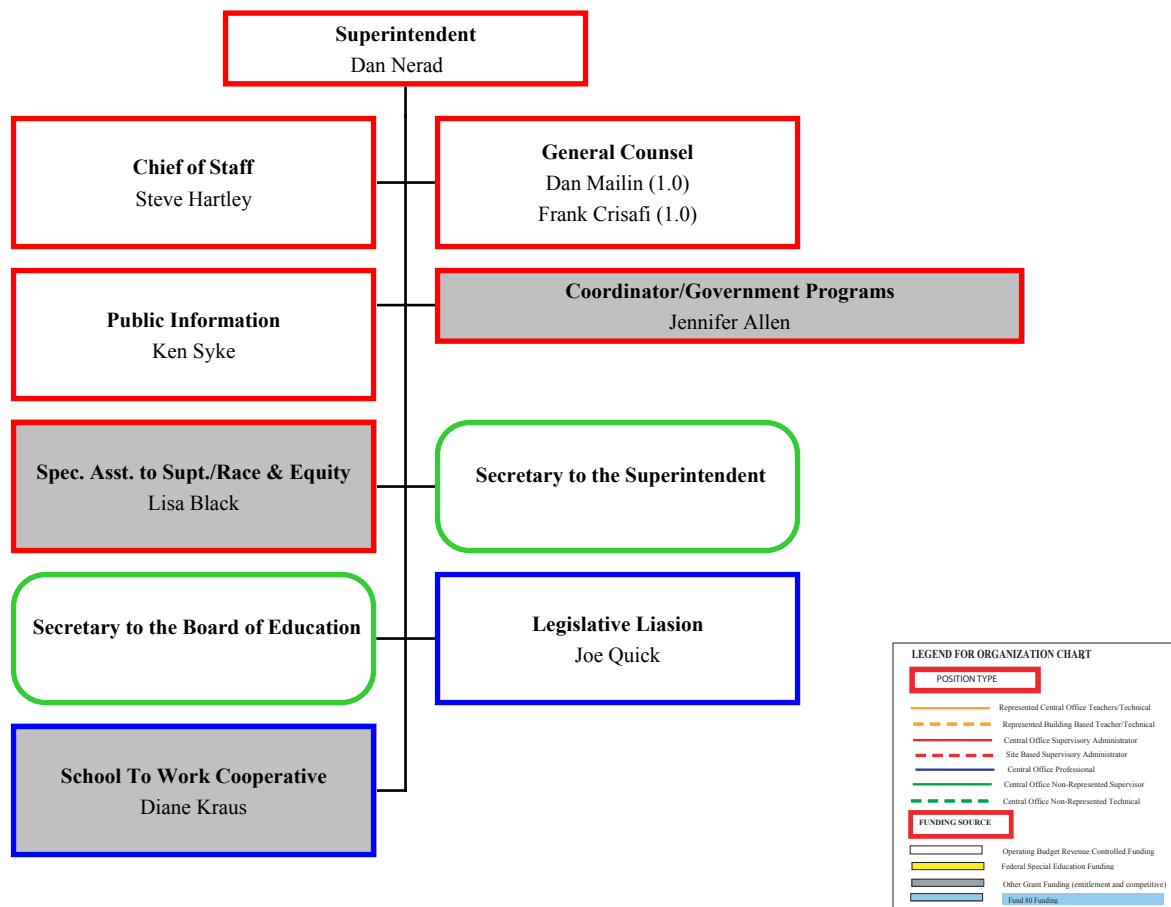 Superintendent
Dan Nerad
Chief of Staff
Steve Hartley
General Counsel
Dan Mailin (1.0)
Frank Crisafi (1.0)
Public Information
Ken Syke
Coordinator/Government Programs
Jennifer Allen
Spec. Asst. to Supt./Race & Equity
Lisa Black
Secretary to the Superintendent
Secretary to the Board of Education
Legislative Liasion
Joe Quick
School To Work Cooperative
Diane Kraus
LEGEND FOR ORGANIZATION CHART
POSITION TYPE
Represented Central Office Teachers/Technical
Represented Building Based Teacher/Technical
Central Office Supervisory Administrator
Site Based Supervisory Administrator
Central Office Professional
Central Office Non-Represented Supervisor
Central Office Non-Represented Technical
FUNDING SOURCE
Operating Budget Revenue Controlled Funding
Federal Special Education Funding
Other Grant Funding (entitlement and competitive)
Fund 80 Funding